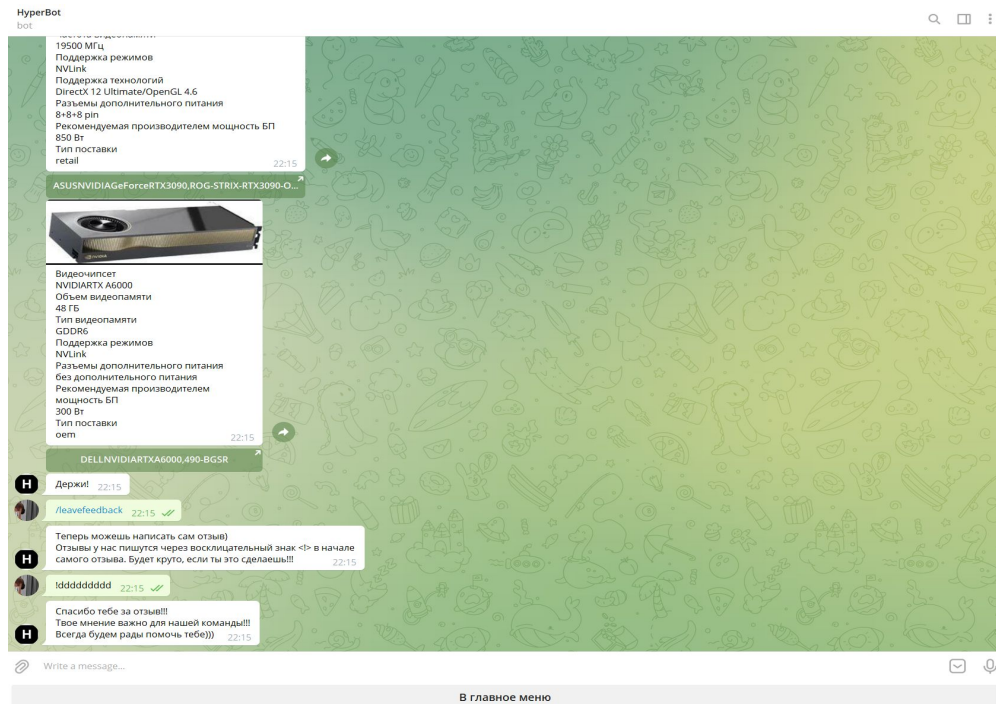 HyperBot
bot
19500 МГц
Поддержка режимов
NVLink
Поддержка технологий
DirectX 12 Ultimate/OpenGL 4.6
Разъемы дополнительного питания
8+8+8 pin
Рекомендуемая производителем мощность БП
850 Вт
Тип поставки
retail
22:15
ASUSNVIDIAGeForceRTX3090,ROG-STRIX-RTX3090-O...
NVIDIA
Видеочипсет
NVIDIARTX A6000
Объем видеопамяти
48 ГБ
Тип видеопамяти
GDDR6
Поддержка режимов
NVLink
Разъемы дополнительного питания
без дополнительного питания
Рекомендуемая производителем
мощность БП
300 Вт
Тип поставки
oem
22:15
DELLNVIDIARTXA6000,490-BGSR
H
Держи! 22:15
/leavefeedback 22:15
Теперь можешь написать сам отзыв)
Отзывы у нас пишутся через восклицательный знак <!> в начале
H
самого отзыва. Будет круто, если ты это сделаешь!!! 22:15
!ddddddddd 22:15
Спасибо тебе за отзыв!!!
Твое мнение важно для нашей команды!!!
H
Всегда будем рады помочь тебе))) 22:15
Write a message...
В главное меню